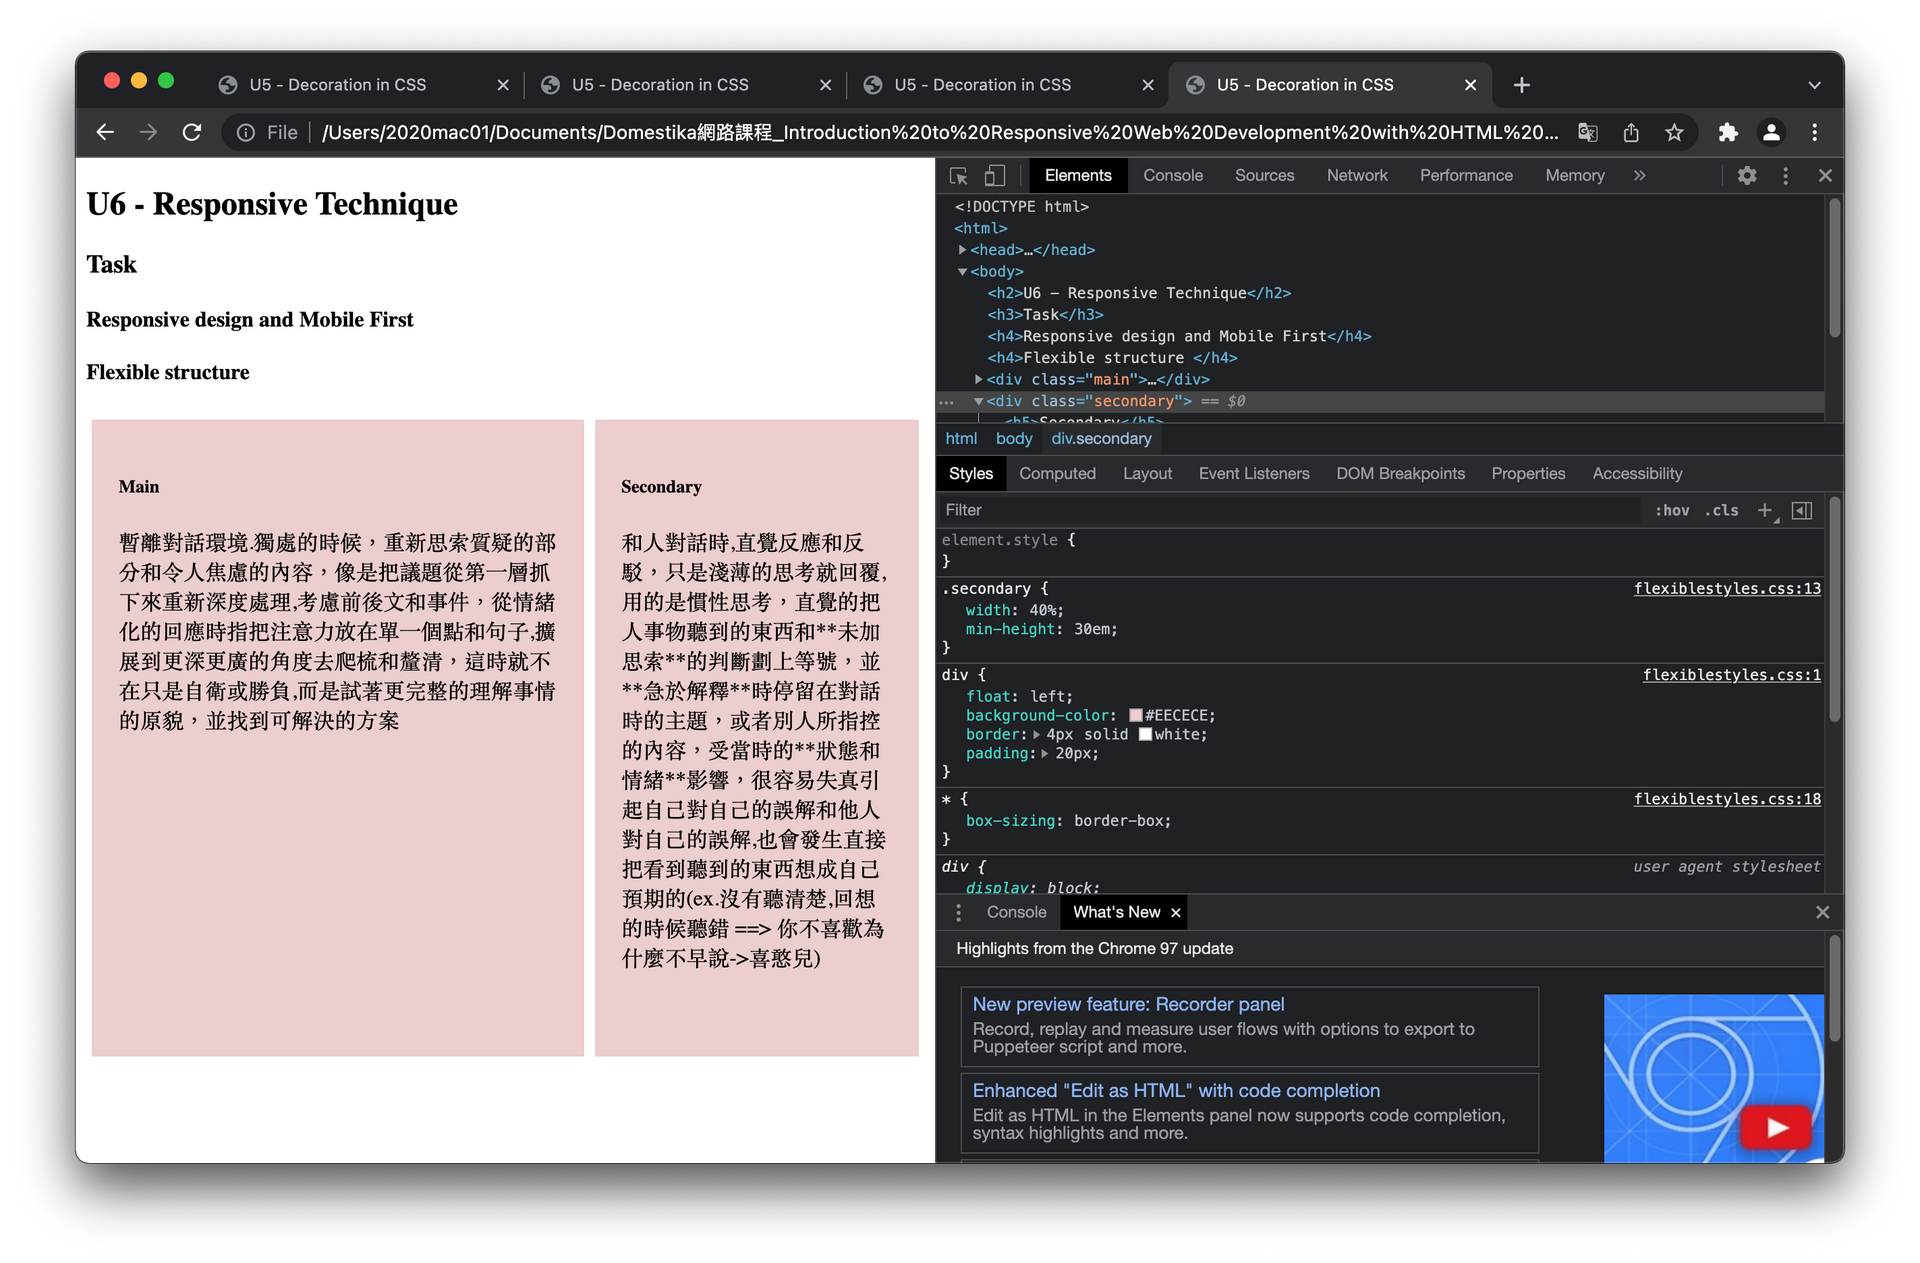 U5 - Decoration in CSS
U5 - Decoration in CSS
U5 - Decoration in CSS
U5 - Decoration in CSS
File
/Users/2020mac01/Documents/Domestika網路課程_Introduction%20to%20Responsive%20Web%20Development%20with%20HTML%20...
U6 - Responsive Technique
Task
Responsive design and Mobile First
Flexible structure
Main
暫離對話環境.獨處的時候，重新思索質疑的部
分和令人焦慮的內容，像是把議題從第一層抓
下來重新深度處理,考慮前後文和事件，從情緒
化的回應時指把注意力放在單一個點和句子,擴
展到更深更廣的角度去爬梳和釐清，這時就不
在只是自衛或勝負,而是試著更完整的理解事情
的原貌，並找到可解決的方案
Secondary
和人對話時,直覺反應和反
駁，只是淺薄的思考就回覆,
用的是慣性思考，直覺的把
人事物聽到的東西和**未加
思索**的判斷劃上等號，並
**急於解釋**時停留在對話
時的主題，或者別人所指控
的內容，受當時的**狀態和
情緒**影響，很容易失真引
起自己對自己的誤解和他人
對自己的誤解,也會發生直接
把看到聽到的東西想成自己
預期的(ex.沒有聽清楚,回想
的時候聽錯 ==> 你不喜歡為
什麼不早說->喜憨兒)
Elements Console Sources Network Performance Memory »
<!DOCTYPE html>
<html>
<head>…</head>
<body>
<h2>U6 - Responsive Technique</h2>
<h3>Task</h3>
<h4>Responsive design and Mobile First</h4>
<h4>Flexible structure </h4>
<div class="main">…</div>
<div class="secondary"> == $0
<h5>Secondary</h5>
html body div.secondary
Styles Computed Layout Event Listeners DOM Breakpoints Properties Accessibility
Filter :hov .cls
element.style {
}
.secondary { flexiblestyles.css:13
width: 40%;
min-height: 30em;
}
div { flexiblestyles.css:1
float: left;
background-color: #EECECE;
border: 4px solid white;
padding: 20px;
}
* { flexiblestyles.css:18
box-sizing: border-box;
}
div { user agent stylesheet
display: block;
Console What's New
Highlights from the Chrome 97 update
New preview feature: Recorder panel
Record, replay and measure user flows with options to export to
Puppeteer script and more.
Enhanced "Edit as HTML" with code completion
Edit as HTML in the Elements panel now supports code completion,
syntax highlights and more.